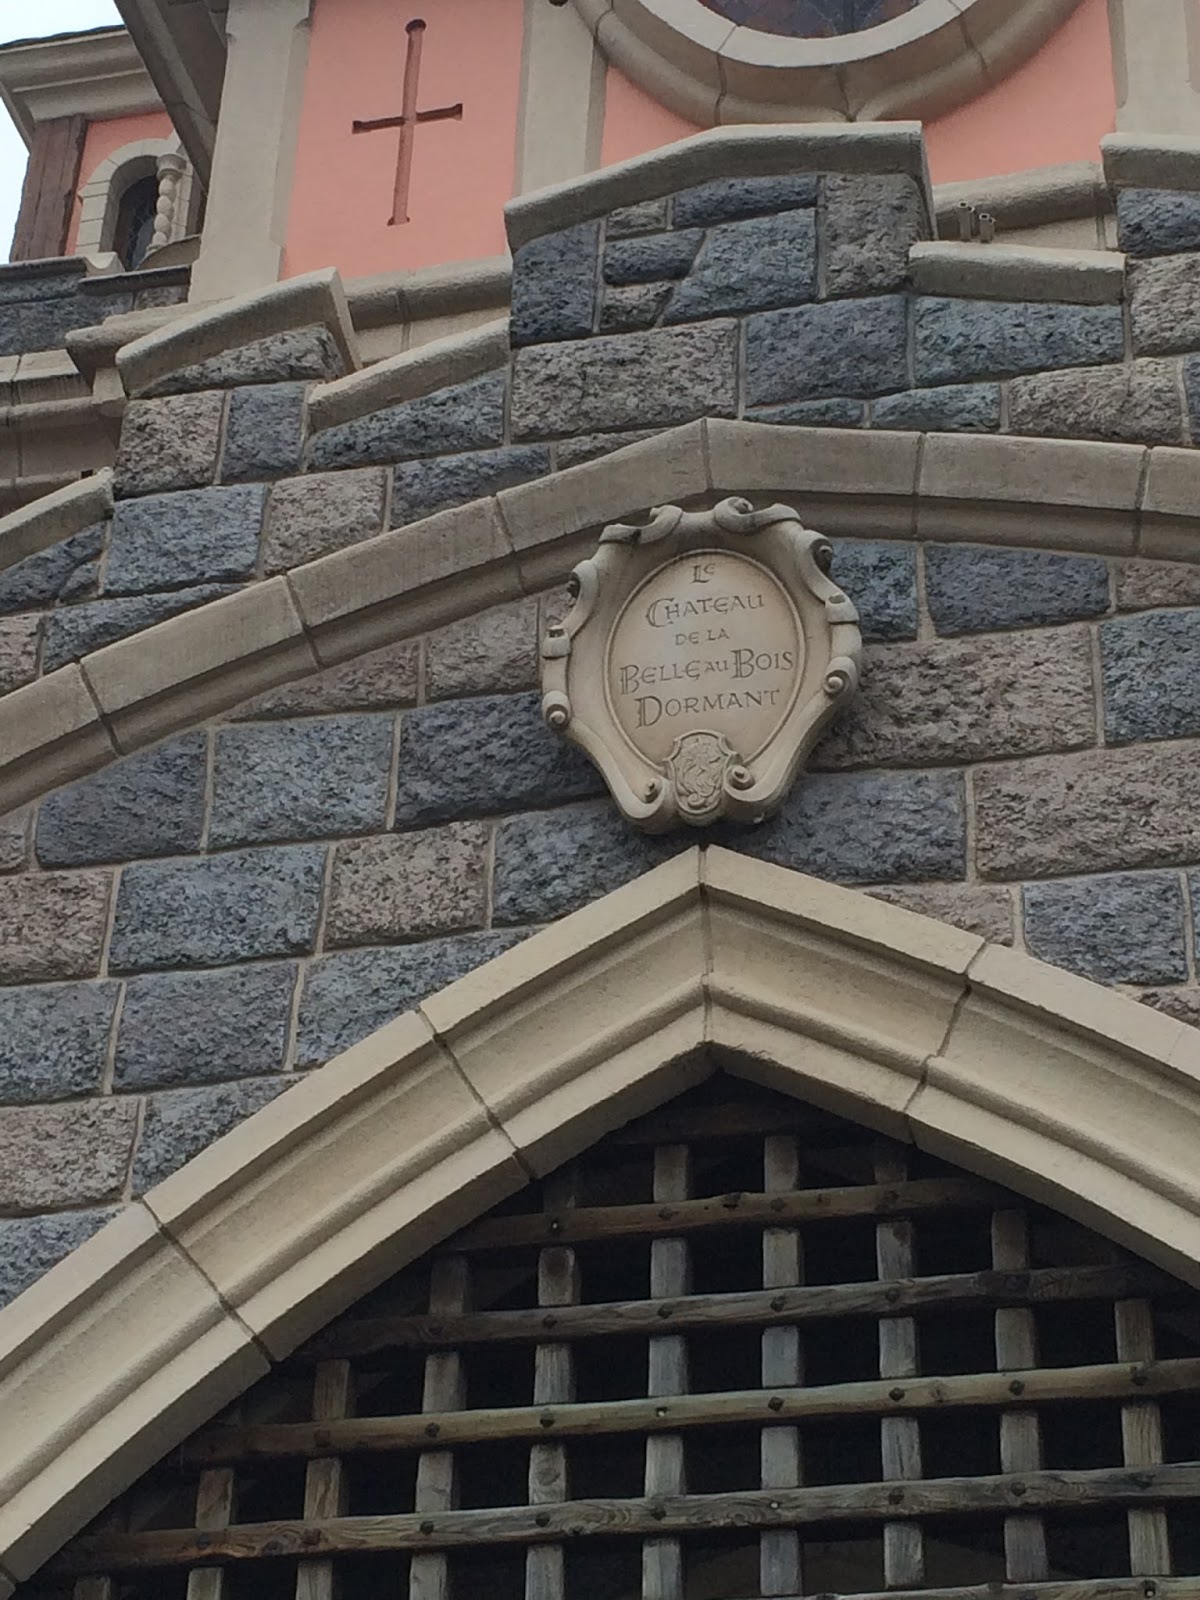 Le
Chateau
de la
Belle au Bois
Dormant